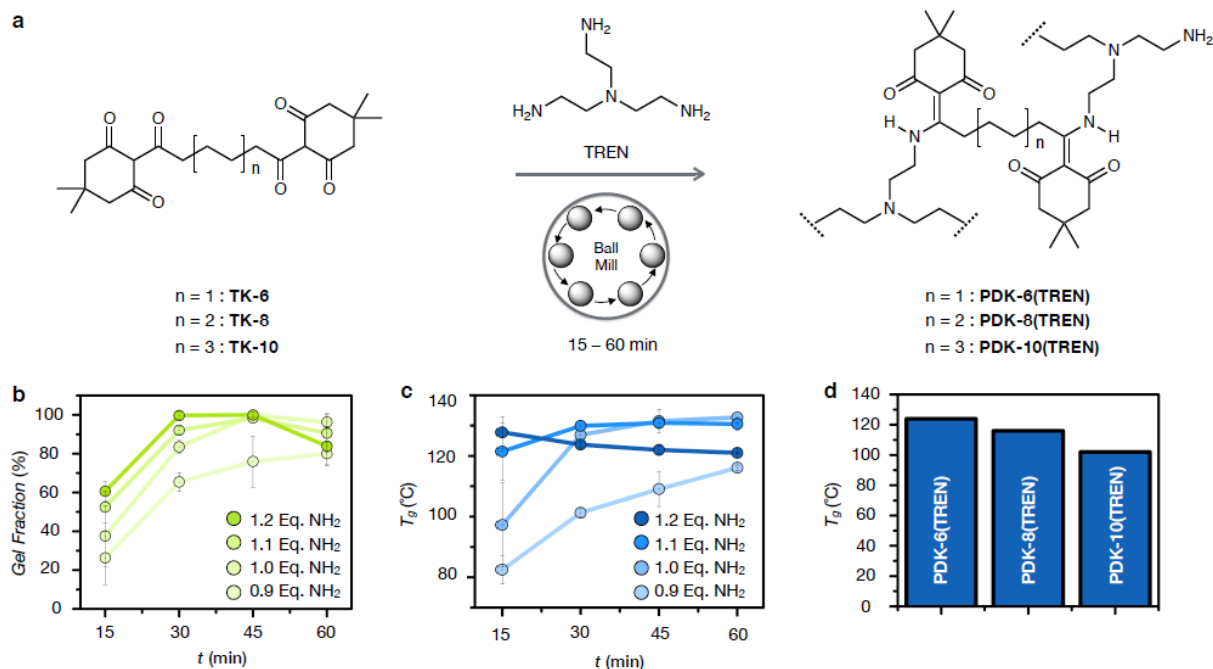 a
O
O
O
O
O
O
n
n = 1 : TK-6
n = 2 : TK-8
n = 3 : TK-10
NH₂
N
H₂N
NH₂
TREN
Ball
Mill
15 – 60 min
O
O
H
N
N
n
N
NH₂
N
H
O
O
n = 1 : PDK-6(TREN)
n = 2 : PDK-8(TREN)
n = 3 : PDK-10(TREN)
b
Gel Fraction (%)
100
80
60
40
20
0
15
30
45
60
t (min)
1.2 Eq. NH₂
1.1 Eq. NH₂
1.0 Eq. NH₂
0.9 Eq. NH₂
c
Tg (°C)
140
120
100
80
15
30
45
60
t (min)
1.2 Eq. NH₂
1.1 Eq. NH₂
1.0 Eq. NH₂
0.9 Eq. NH₂
d
Tg (°C)
140
120
100
80
60
40
20
0
PDK-6(TREN)
PDK-8(TREN)
PDK-10(TREN)